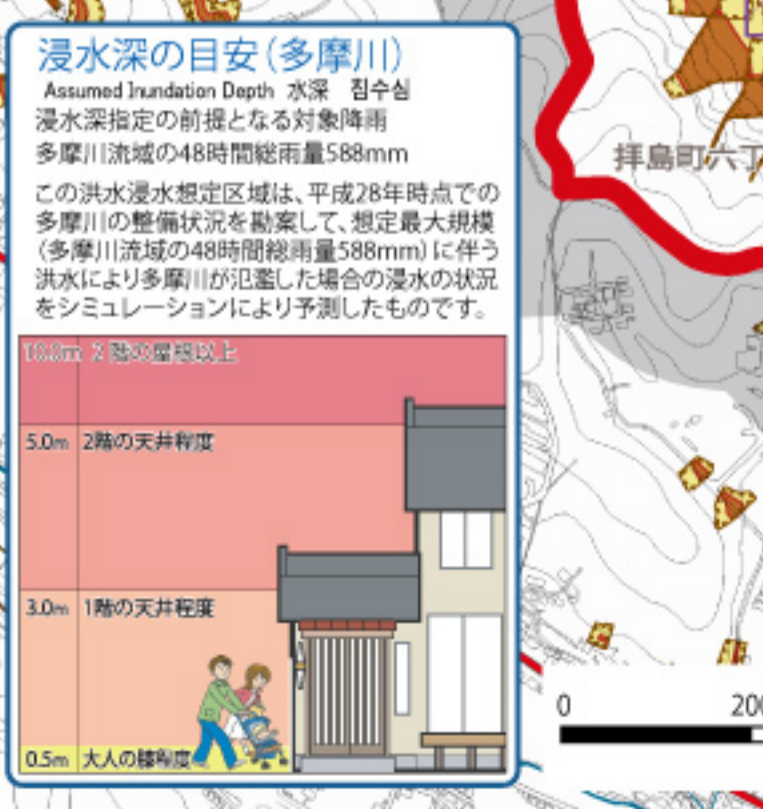 浸水深の目安（多摩川）
Assumed Inundation Depth 水深 침수심
浸水深指定の前提となる対象降雨
多摩川流域の48時間総雨量588mm
この洪水浸水想定区域は、平成28年時点での
多摩川の整備状況を勘案して、想定最大規模
（多摩川流域の48時間総雨量588mm）に伴う
洪水により多摩川が氾濫した場合の浸水の状況
をシミュレーションにより予測したものです。
10.0m 2階の屋根以上
5.0m 2階の天井程度
3.0m 1階の天井程度
0.5m 大人の膝程度
拝島町六丁
0 200